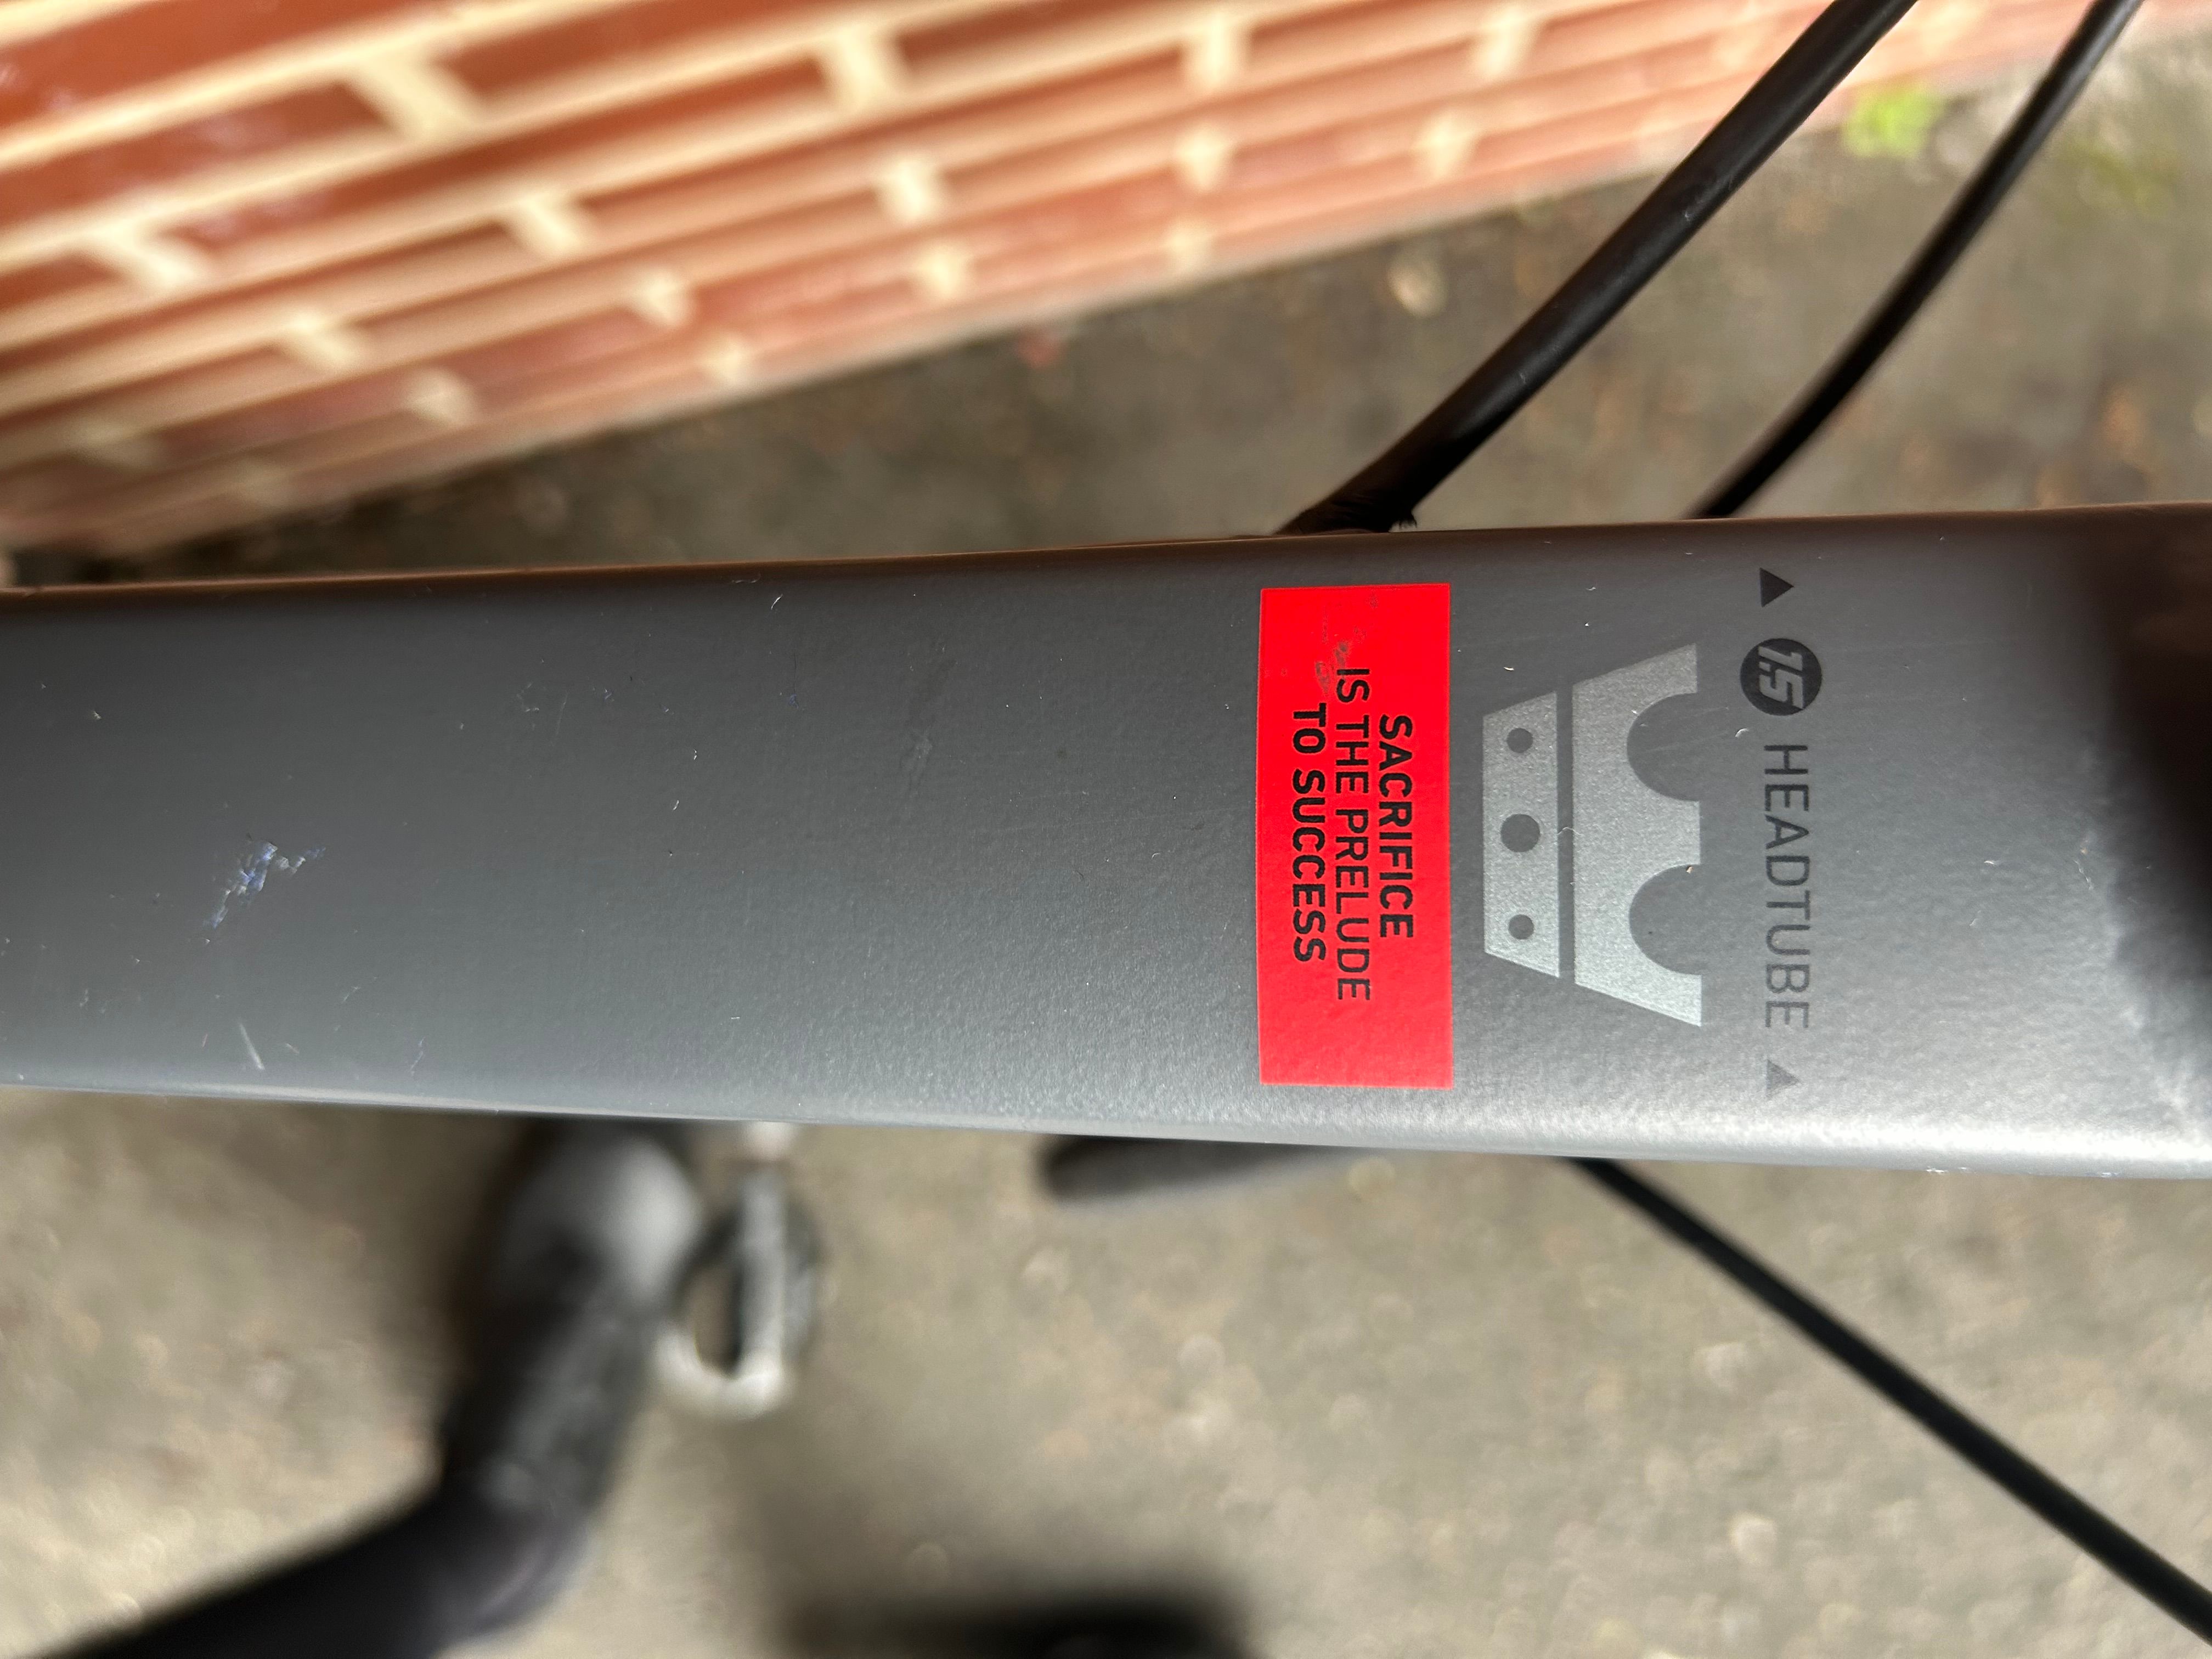 1.5 HEADTUBE
SACRIFICE
IS THE PRELUDE
TO SUCCESS